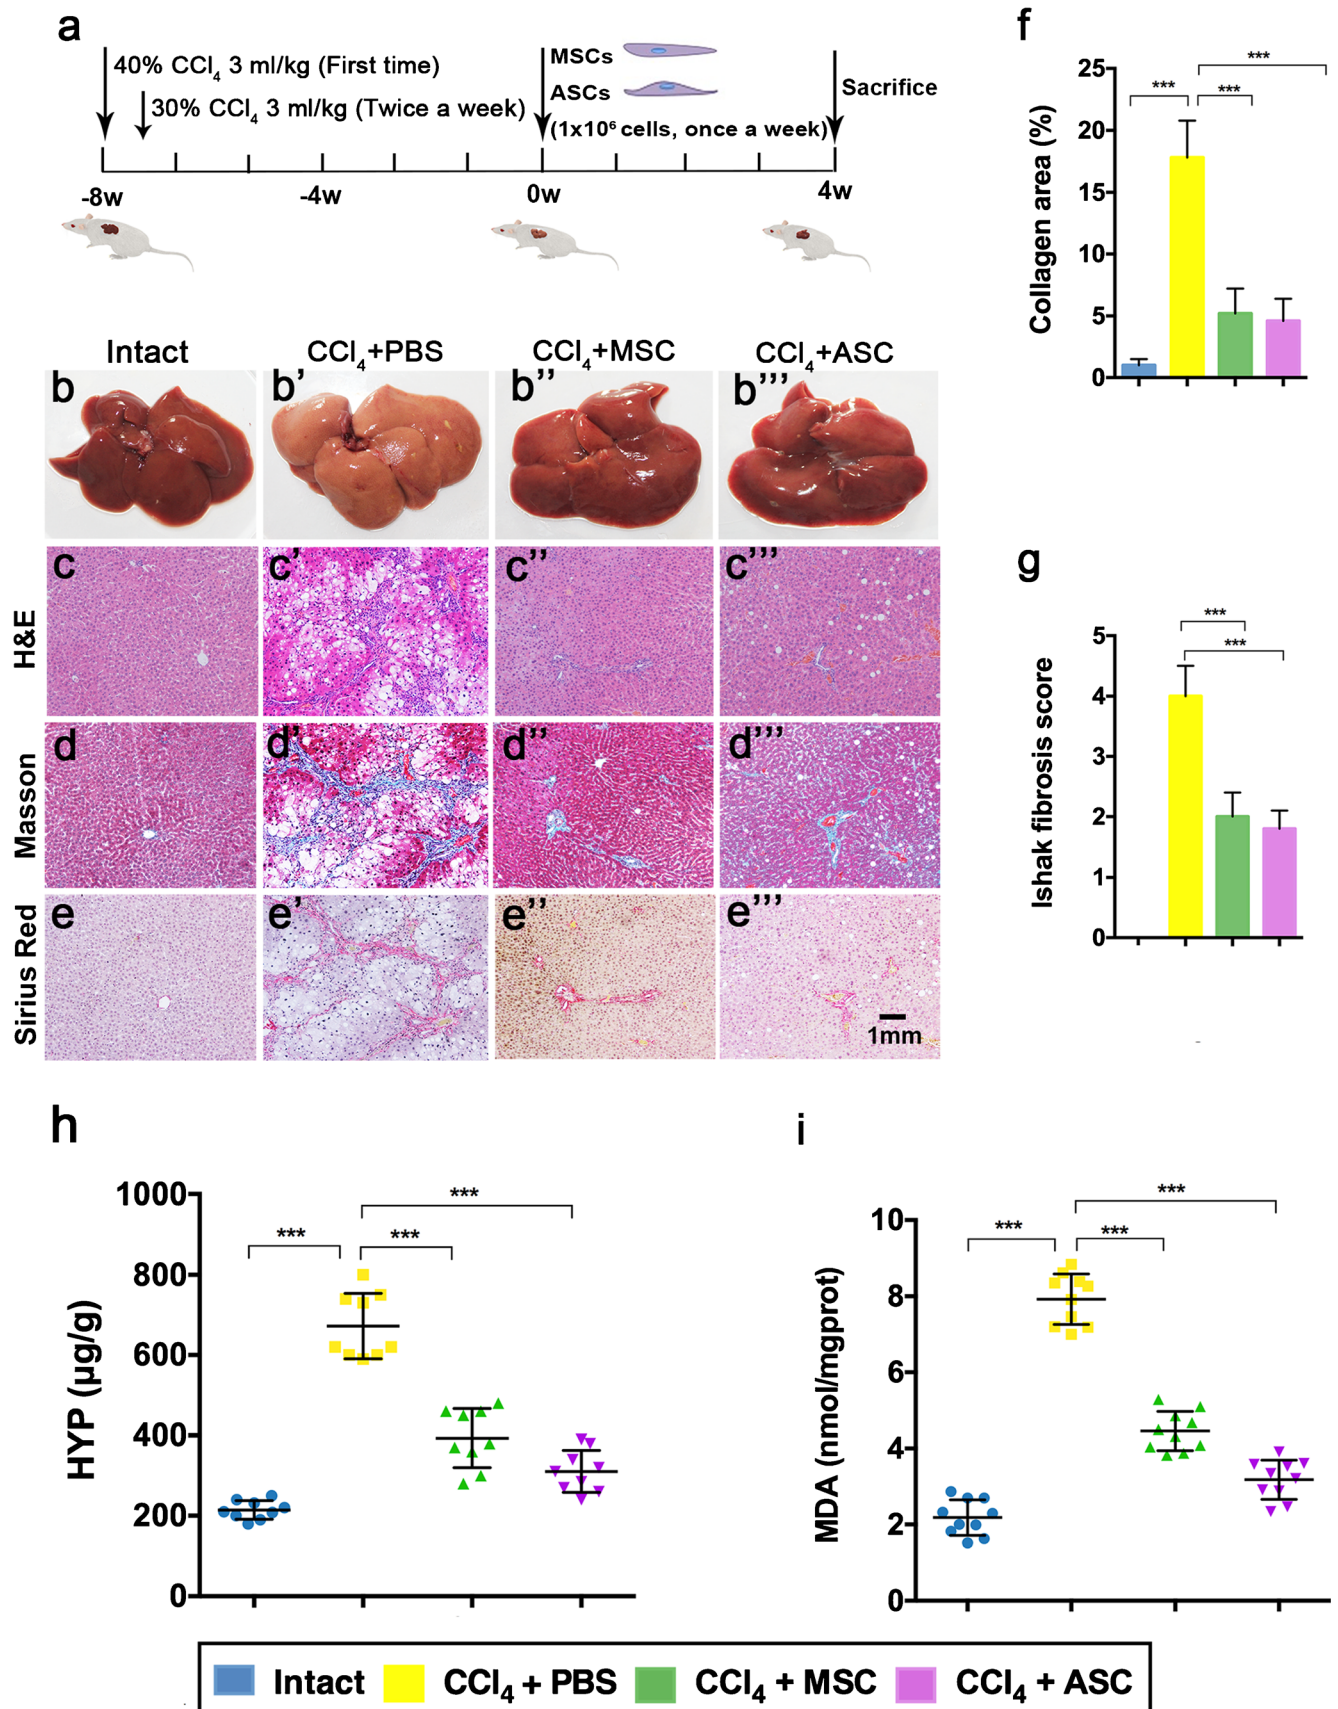 a
40% CCl4 3 ml/kg (First time)
30% CCl4 3 ml/kg (Twice a week)
MSCs
ASCs
(1x10⁶ cells, once a week)
Sacrifice
-8w
-4w
0w
4w
Intact
CCl4+PBS
CCl4+MSC
CCl4+ASC
b
b'
b''
b'''
H&E
c
c'
c''
c'''
Masson
d
d'
d''
d'''
Sirius Red
e
e'
e''
e'''
1mm
f
Collagen area (%)
25
20
15
10
5
0
***
***
***
g
Ishak fibrosis score
5
4
3
2
1
0
***
***
h
HYP (µg/g)
1000
800
600
400
200
0
***
***
***
i
MDA (nmol/mgprot)
10
8
6
4
2
0
***
***
***
Intact
CCl4 + PBS
CCl4 + MSC
CCl4 + ASC